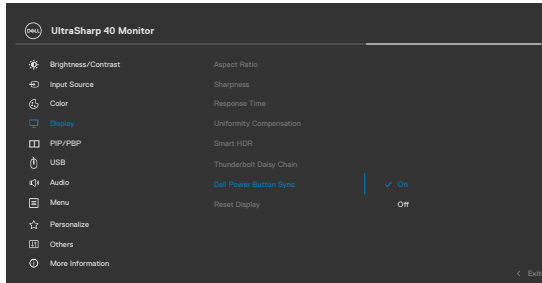 DELL UltraSharp 40 Monitor
Brightness/Contrast
Input Source
Color
Display
PIP/PBP
USB
Audio
Menu
Personalize
Others
More Information
Aspect Ratio
Sharpness
Response Time
Uniformity Compensation
Smart HDR
Thunderbolt Daisy Chain
Dell Power Button Sync
Reset Display
On
Off
Exit